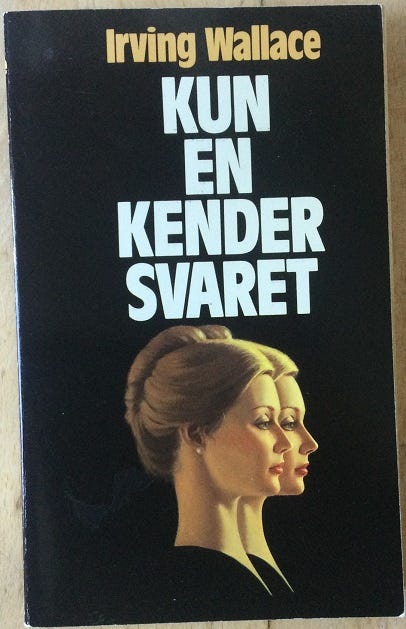 Irving Wallace
KUN
EN
KENDER
SVARET